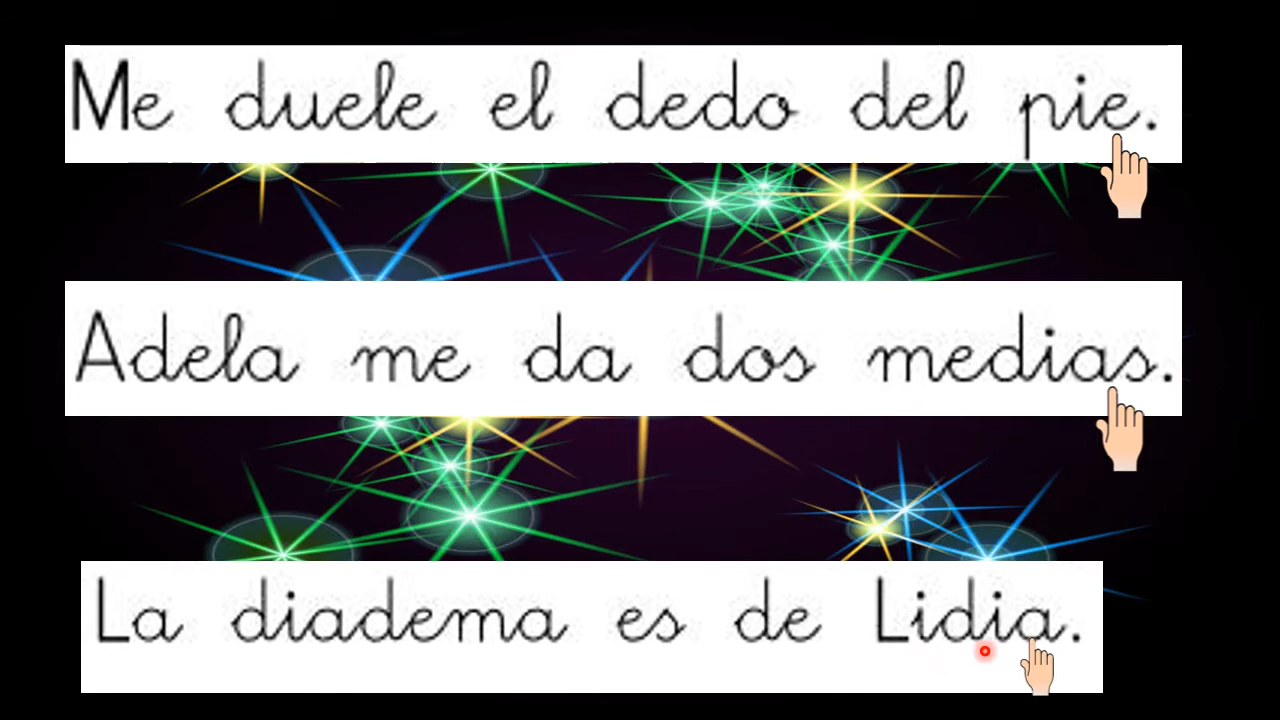 Me duele el dedo del pie.
Adela me da dos medias.
La diadema es de Lidia.